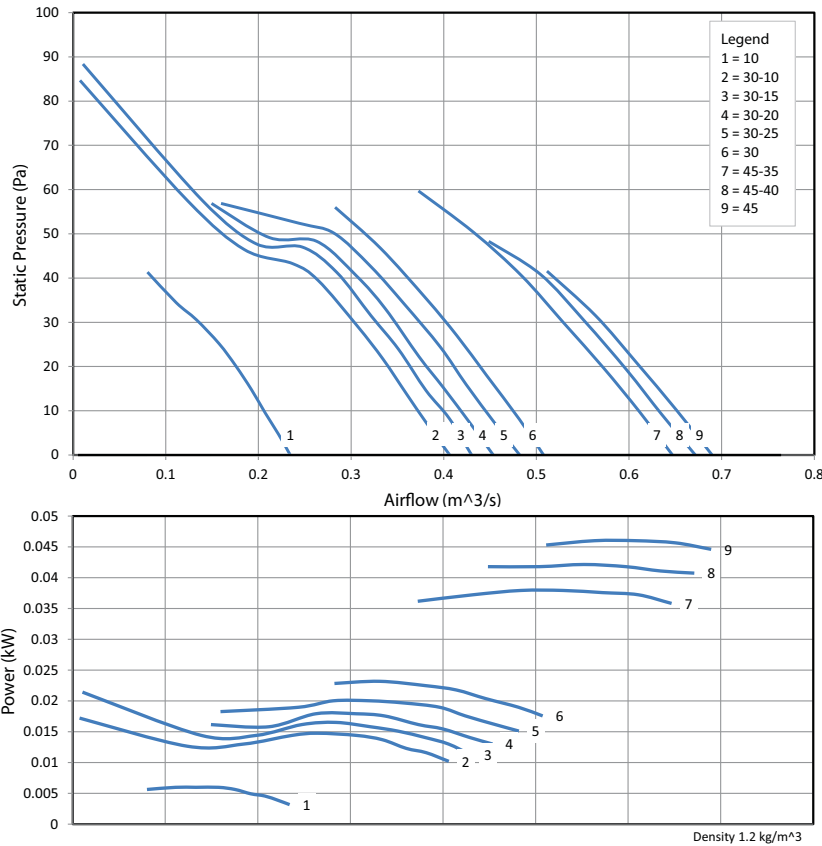 100
90
80
70
60
50
40
30
20
10
0
Static Pressure (Pa)
Legend
1 = 10
2 = 30-10
3 = 30-15
4 = 30-20
5 = 30-25
6 = 30
7 = 45-35
8 = 45-40
9 = 45
1 2 3 4 5 6 7 8 9
0 0.1 0.2 0.3 0.4 0.5 0.6 0.7 0.8
Airflow (m^3/s)
0.05
0.045
0.04
0.035
0.03
0.025
0.02
0.015
0.01
0.005
0
Power (kW)
9
8
7
6
5
4
3
2
1
Density 1.2 kg/m^3